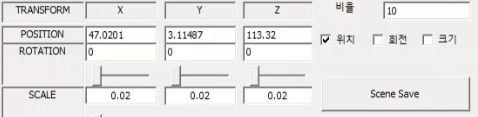 TRANSFORM X Y Z 비율 10
POSITION 47.0201 3.11487 113.32 위치 회전 크기
ROTATION 0 0 0
SCALE 0.02 0.02 0.02 Scene Save